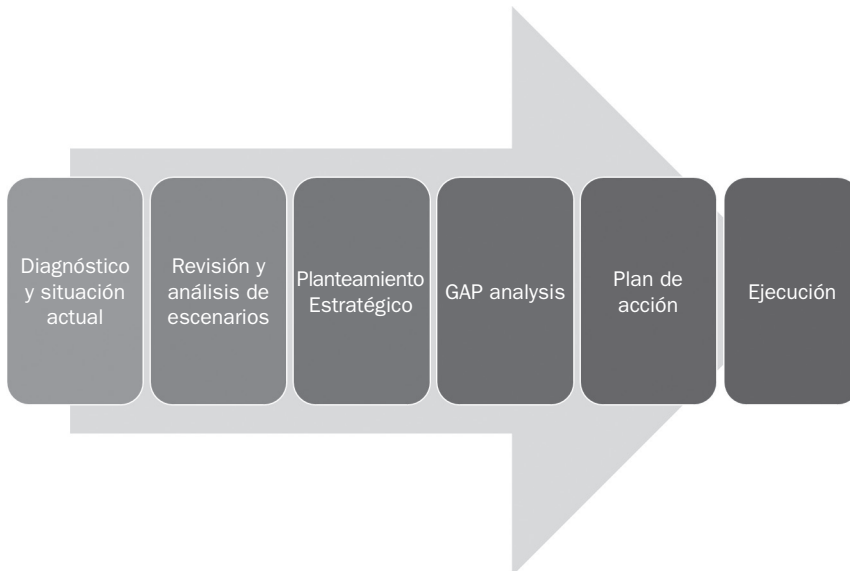 Diagnóstico
y situación
actual
Revisión y
análisis de
escenarios
Planteamiento
Estratégico
GAP analysis
Plan de
acción
Ejecución